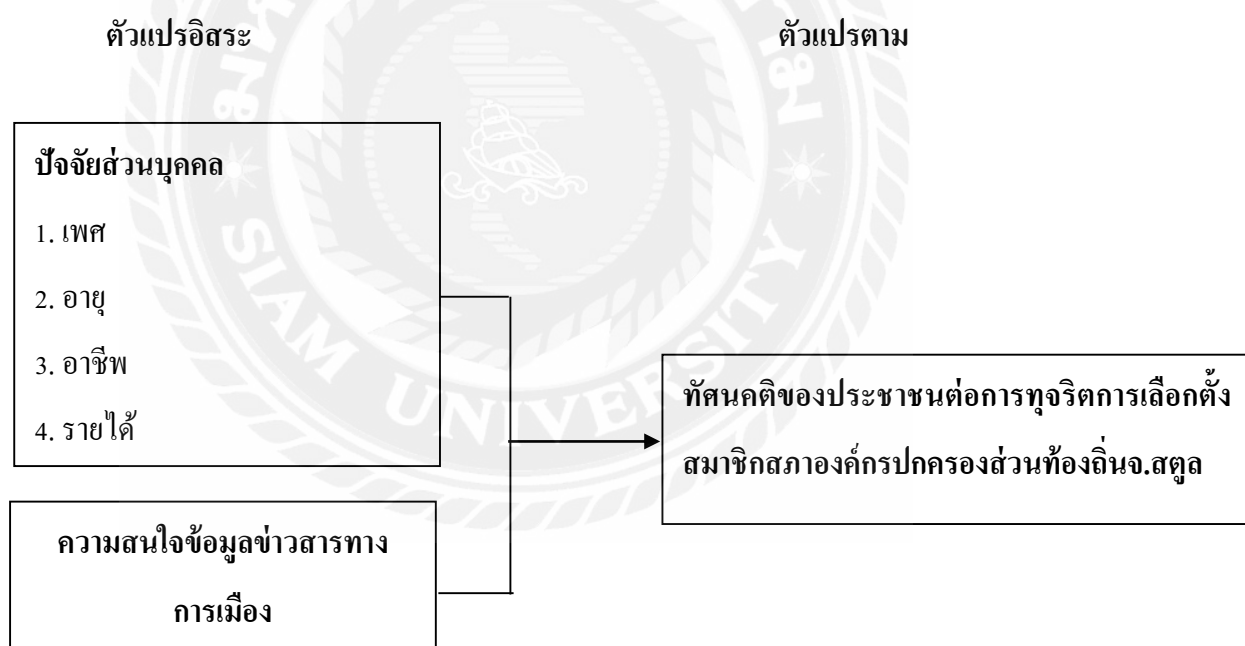 ตัวแปรอิสระ
ตัวแปรตาม
ปัจจัยส่วนบุคคล
1. เพศ
2. อายุ
3. อาชีพ
4. รายได้
ความสนใจข้อมูลข่าวสารทาง
การเมือง
ทัศนคติของประชาชนต่อการทุจริตการเลือกตั้ง
สมาชิกสภาองค์กรปกครองส่วนท้องถิ่นจ.สตูล
SIAM UNIVERSITY